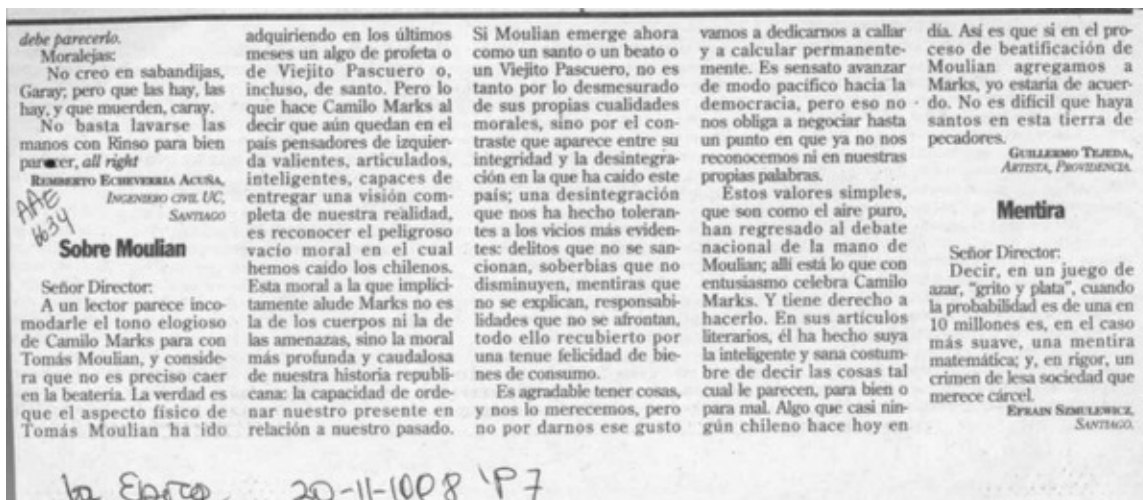 debe parecerlo.
Moralejas:
No creo en sabandijas,
Garay; pero que las hay, las
hay, y que muerden, caray.
No basta lavarse las
manos con Rinso para bien
parecer, all right
REMBERTO ECHEVERRIA ACUÑA,
INGENIERO CIVIL UC,
SANTIAGO
AAE
6634
Sobre Moulian
Señor Director:
A un lector parece inco-
modarle el tono elogioso
de Camilo Marks para con
Tomás Moulian, y conside-
ra que no es preciso caer
en la beatería. La verdad es
que el aspecto físico de
Tomás Moulian ha ido
adquiriendo en los últimos
meses un algo de profeta o
de Viejito Pascuero o,
incluso, de santo. Pero lo
que hace Camilo Marks al
decir que aún quedan en el
país pensadores de izquier-
da valientes, articulados,
inteligentes, capaces de
entregar una visión com-
pleta de nuestra realidad,
es reconocer el peligroso
vacío moral en el cual
hemos caído los chilenos.
Esta moral a la que implíci-
tamente alude Marks no es
la de los cuerpos ni la de
las amenazas, sino la moral
más profunda y caudalosa
de nuestra historia republi-
cana: la capacidad de orde-
nar nuestro presente en
relación a nuestro pasado.
Si Moulian emerge ahora
como un santo o un beato o
un Viejito Pascuero, no es
tanto por lo desmesurado
de sus propias cualidades
morales, sino por el con-
traste que aparece entre su
integridad y la desintegra-
ción en la que ha caído este
país; una desintegración
que nos ha hecho toleran-
tes a los vicios más eviden-
tes: delitos que no se san-
cionan, soberbias que no
disminuyen, mentiras que
no se explican, responsabi-
lidades que no se afrontan,
todo ello recubierto por
una tenue felicidad de bie-
nes de consumo.
Es agradable tener cosas,
y nos lo merecemos, pero
no por darnos ese gusto
vamos a dedicarnos a callar
y a calcular permanente-
mente. Es sensato avanzar
de modo pacífico hacia la
democracia, pero eso no
nos obliga a negociar hasta
un punto en que ya no nos
reconocemos ni en nuestras
propias palabras.
Estos valores simples,
que son como el aire puro,
han regresado al debate
nacional de la mano de
Moulian; allí está lo que con
entusiasmo celebra Camilo
Marks. Y tiene derecho a
hacerlo. En sus artículos
literarios, él ha hecho suya
la inteligente y sana costum-
bre de decir las cosas tal
cual le parecen, para bien o
para mal. Algo que casi nin-
gún chileno hace hoy en
día. Así es que si en el pro-
ceso de beatificación de
Moulian agregamos a
Marks, yo estaría de acuer-
do. No es difícil que haya
santos en esta tierra de
pecadores.
GUILLERMO TEJEDA,
ARTISTA, PROVIDENCIA.
Mentira
Señor Director:
Decir, en un juego de
azar, "grito y plata", cuando
la probabilidad es de una en
10 millones es, en el caso
más suave, una mentira
matemática; y, en rigor, un
crimen de lesa sociedad que
merece cárcel.
EFRAIN SZMULEWICZ,
SANTIAGO.
La Epoca 20-11-1998 P7